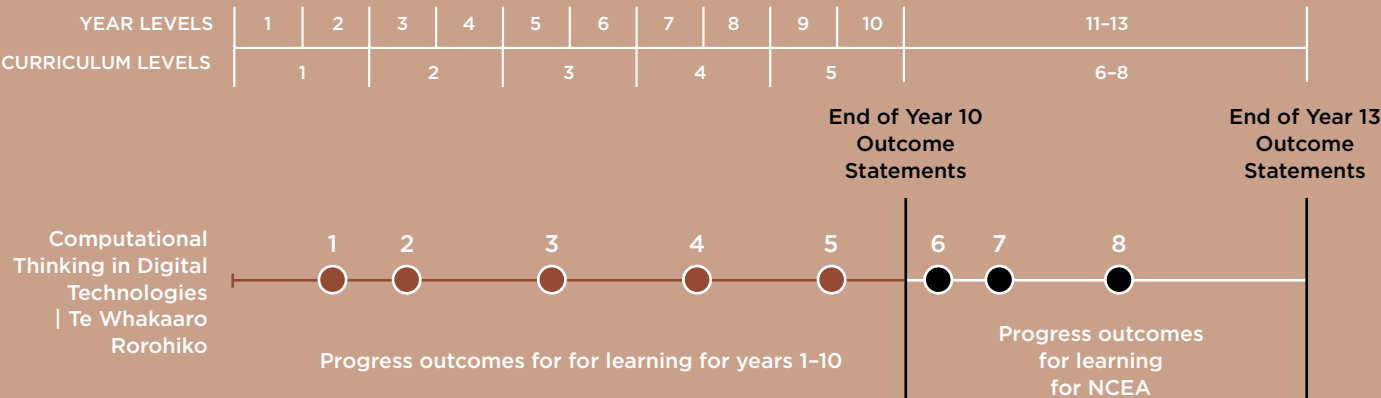 YEAR LEVELS 1 2 3 4 5 6 7 8 9 10 11–13
CURRICULUM LEVELS 1 2 3 4 5 6–8
End of Year 10
Outcome
Statements
End of Year 13
Outcome
Statements
Computational
Thinking in Digital
Technologies
| Te Whakaaro
Rorohiko
1 2 3 4 5 6 7 8
Progress outcomes for for learning for years 1–10
Progress outcomes
for learning
for NCEA